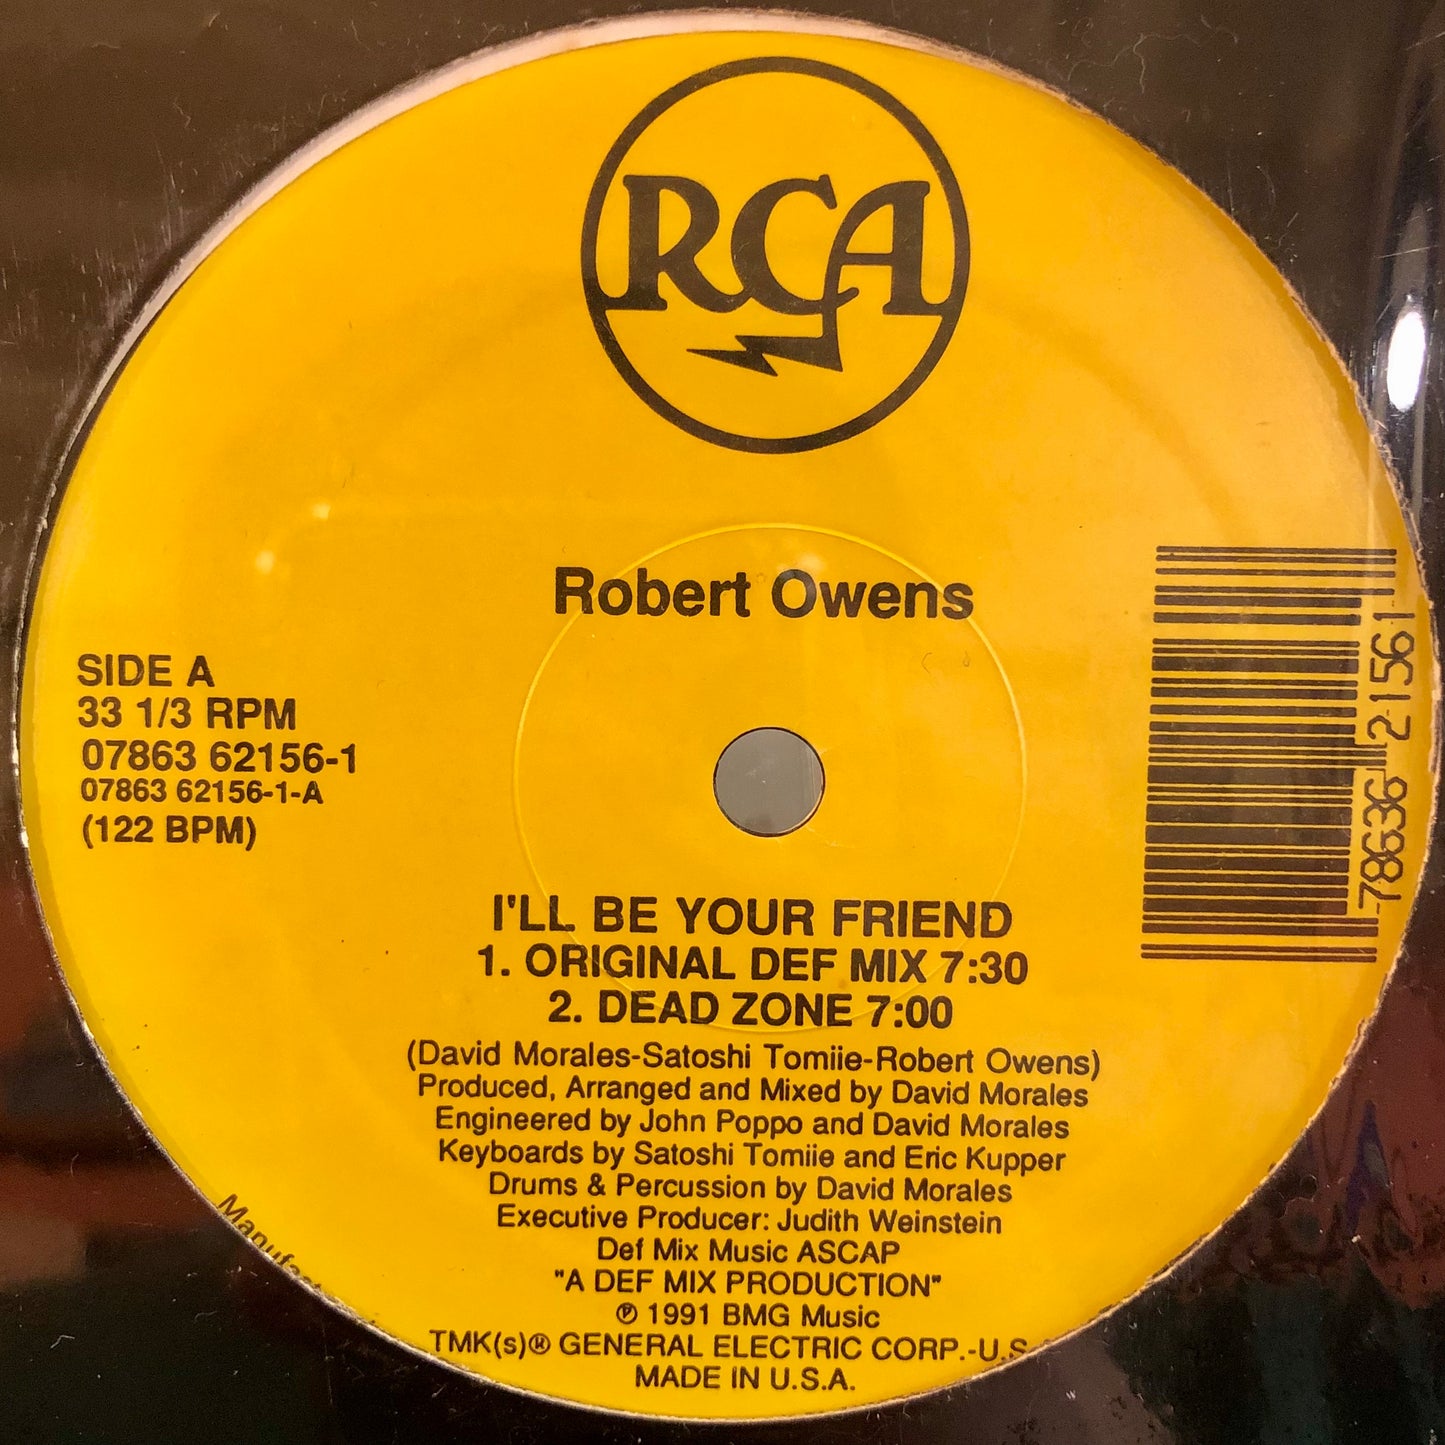 RCA
Robert Owens
SIDE A
33 1/3 RPM
07863 62156-1
07863 62156-1-A
(122 BPM)
78636 21561
I'LL BE YOUR FRIEND
1. ORIGINAL DEF MIX 7:30
2. DEAD ZONE 7:00
(David Morales-Satoshi Tomiie-Robert Owens)
Produced, Arranged and Mixed by David Morales
Engineered by John Poppo and David Morales
Keyboards by Satoshi Tomiie and Eric Kupper
Drums & Percussion by David Morales
Executive Producer: Judith Weinstein
Def Mix Music ASCAP
"A DEF MIX PRODUCTION"
℗ 1991 BMG Music
TMK(s)® GENERAL ELECTRIC CORP.-U.S.
MADE IN U.S.A.